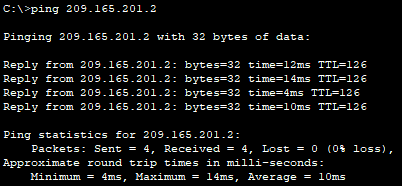 C:\>ping 209.165.201.2
Pinging 209.165.201.2 with 32 bytes of data:
Reply from 209.165.201.2: bytes=32 time=12ms TTL=126
Reply from 209.165.201.2: bytes=32 time=14ms TTL=126
Reply from 209.165.201.2: bytes=32 time=4ms TTL=126
Reply from 209.165.201.2: bytes=32 time=10ms TTL=126
Ping statistics for 209.165.201.2:
Packets: Sent = 4, Received = 4, Lost = 0 (0% loss),
Approximate round trip times in milli-seconds:
Minimum = 4ms, Maximum = 14ms, Average = 10ms